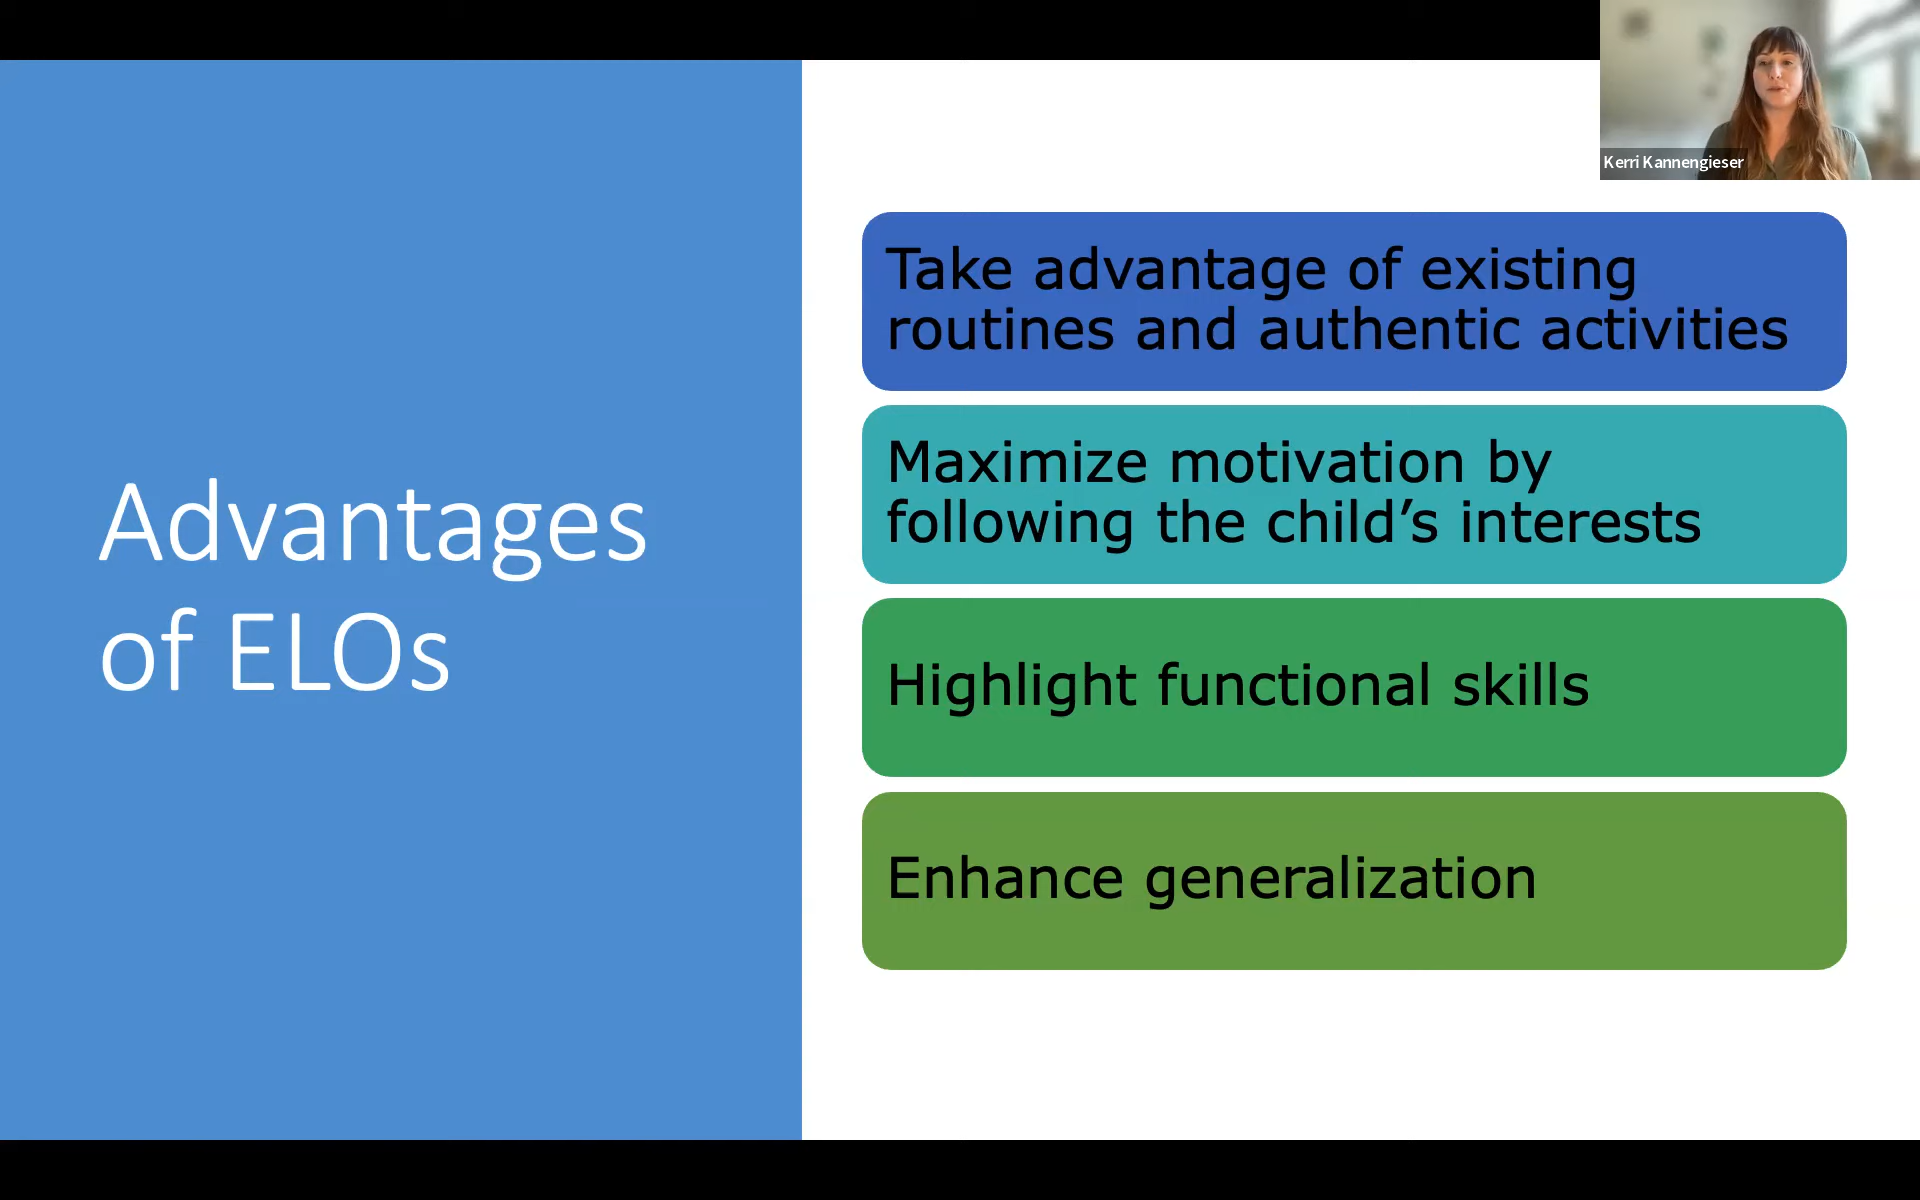 Kerri Kannengieser
Advantages
of ELOs
Take advantage of existing
routines and authentic activities
Maximize motivation by
following the child’s interests
Highlight functional skills
Enhance generalization